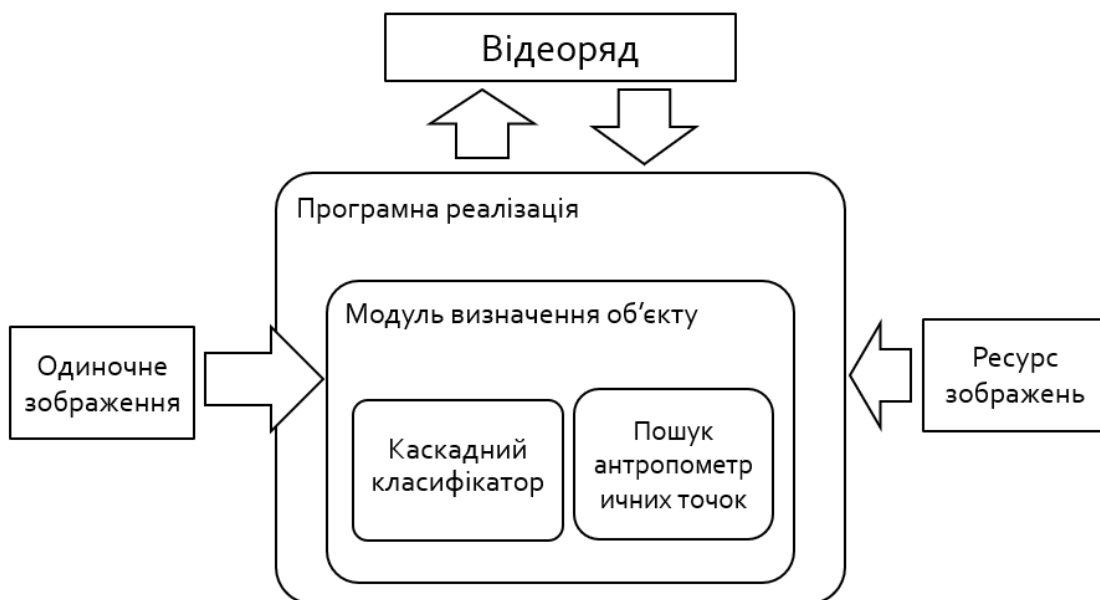 Відеоряд
Програмна реалізація
Модуль визначення об’єкту
Одиночне
зображення
Ресурс
зображень
Каскадний
класифікатор
Пошук
антропометр
ичних точок